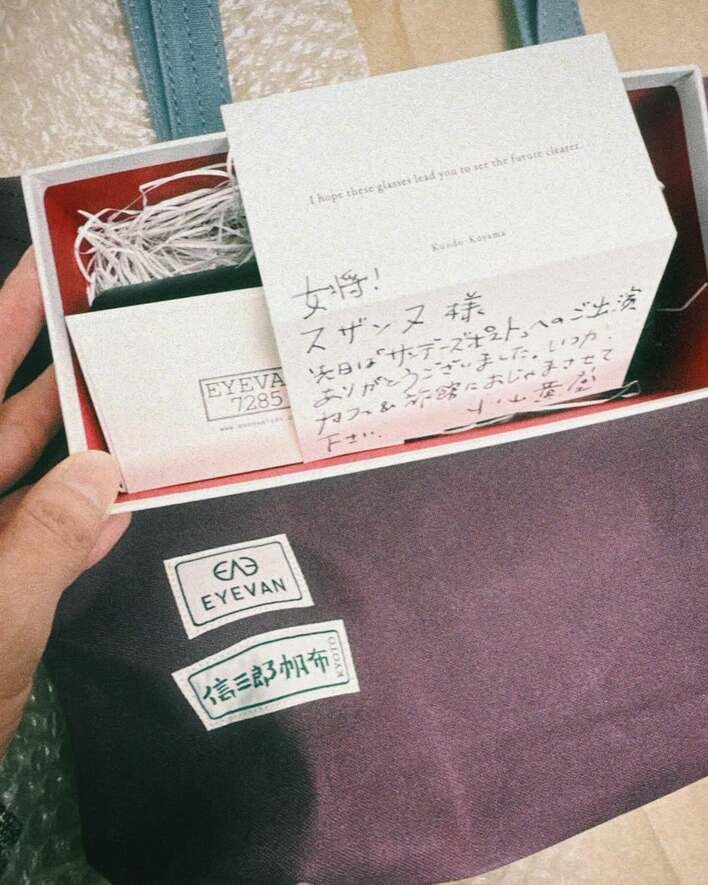 I hope these glasses lead you to see the future clearer.
Kundo Koyama
女将!
スザンヌ 様
先日は「サンデーズポスト」へのご出演
ありがとうございました。いつか、
カフェ&旅館におじゃまさせて
下さい。
小山薫堂
EYEVAN
7285
EYEVAN
信三郎帆布
KYOTO